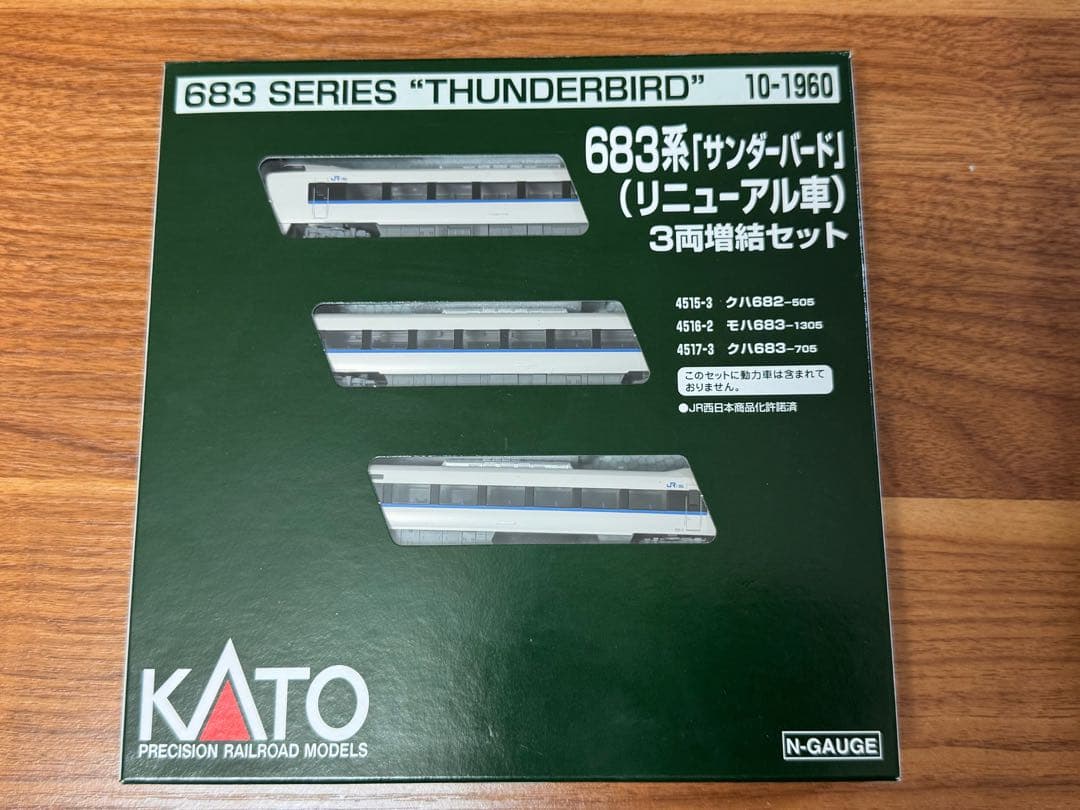 683 SERIES “THUNDERBIRD” 10-1960
683系「サンダーバード」
(リニューアル車)
3両増結セット
4515-3 クハ682-505
4516-2 モハ683-1305
4517-3 クハ683-705
このセットに動力車は含まれて
おりません。
●JR西日本商品化許諾済
JR
JR
KATO
PRECISION RAILROAD MODELS
N-GAUGE